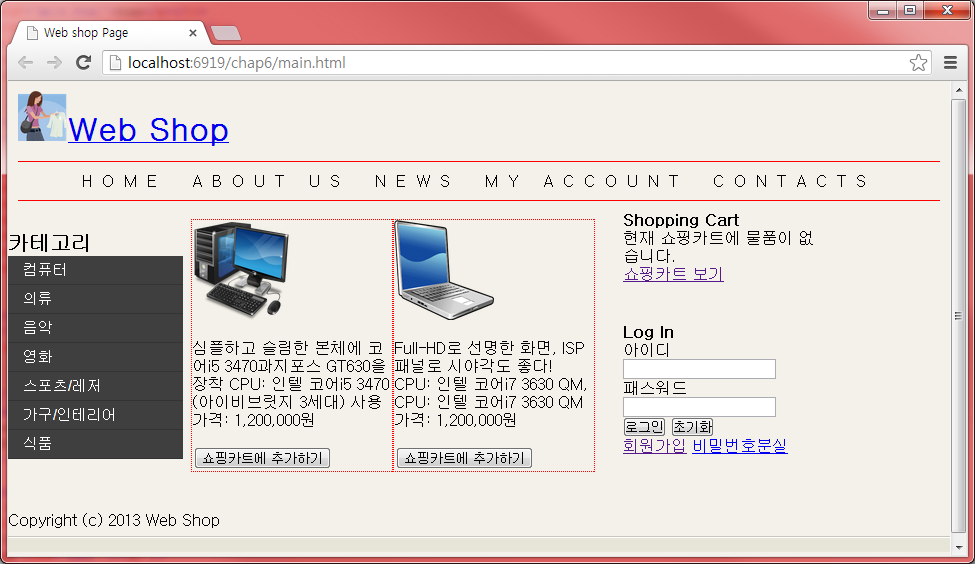 Web shop Page
localhost:6919/chap6/main.html
Web Shop
HOME ABOUT US NEWS MY ACCOUNT CONTACTS
카테고리
컴퓨터
의류
음악
영화
스포츠/레저
가구/인테리어
식품
심플하고 슬림한 본체에 코
어i5 3470과지포스 GT630을
장착 CPU: 인텔 코어i5 3470
(아이비브릿지 3세대) 사용
가격: 1,200,000원
쇼핑카트에 추가하기
Full-HD로 선명한 화면, ISP
패널로 시야각도 좋다!
CPU: 인텔 코어i7 3630 QM,
CPU: 인텔 코어i7 3630 QM
가격: 1,200,000원
쇼핑카트에 추가하기
Shopping Cart
현재 쇼핑카트에 물품이 없
습니다.
쇼핑카트 보기
Log In
아이디
패스워드
로그인 초기화
회원가입 비밀번호분실
Copyright (c) 2013 Web Shop